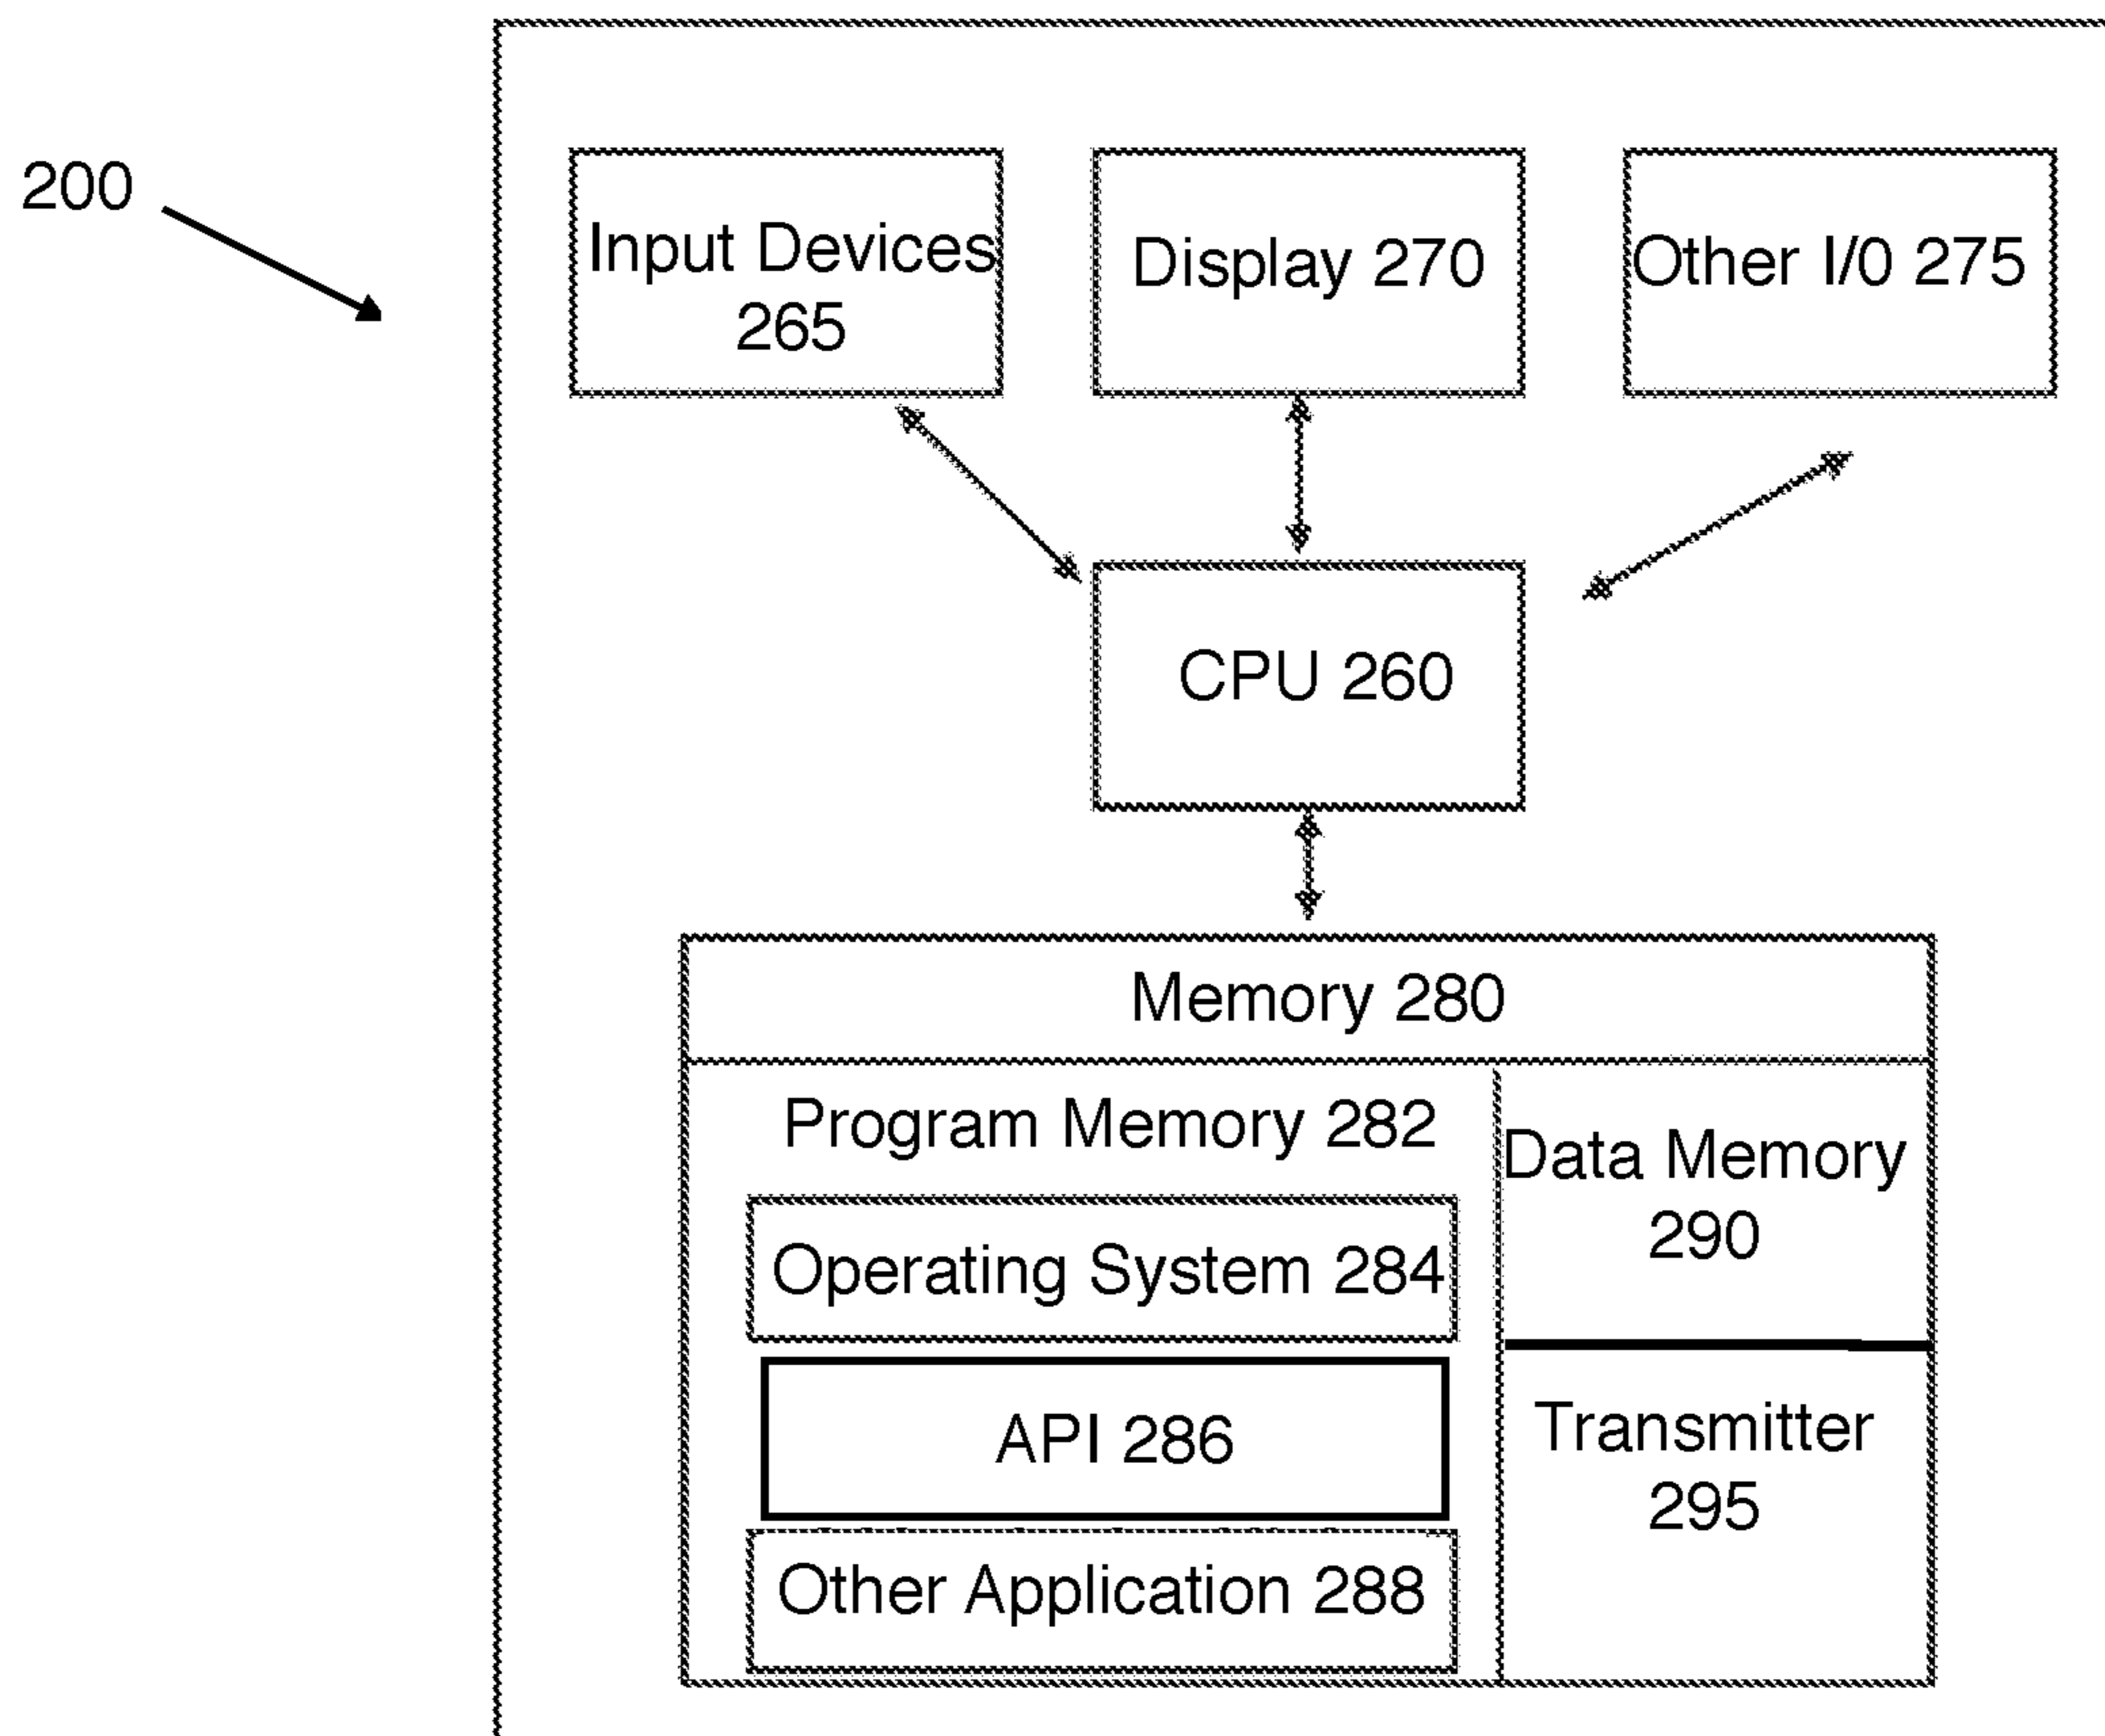 200
Input Devices
265
Display 270
Other I/0 275
CPU 260
Memory 280
Program Memory 282
Operating System 284
API 286
Other Application 288
Data Memory
290
Transmitter
295